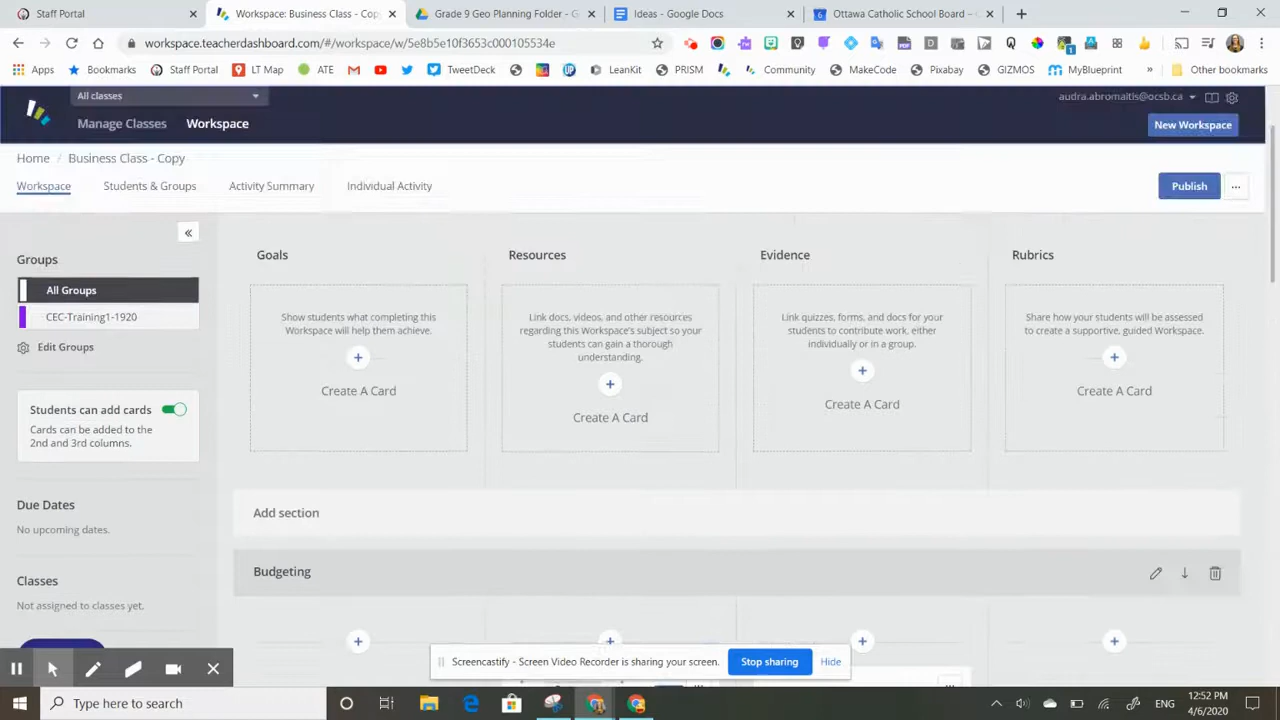 Staff Portal
Workspace: Business Class - Cop
Grade 9 Geo Planning Folder - G
Ideas - Google Docs
Ottawa Catholic School Board –
workspace.teacherdashboard.com/#/workspace/w/5e8b5e10f3653c000105534e
Apps
Bookmarks
Staff Portal
LT Map
ATE
TweetDeck
LeanKit
PRISM
Community
MakeCode
Pixabay
GIZMOS
MyBlueprint
»
Other bookmarks
All classes
audra.abromaitis@ocsb.ca
Manage Classes
Workspace
New Workspace
Home / Business Class - Copy
Workspace
Students & Groups
Activity Summary
Individual Activity
Publish
...
«
Groups
All Groups
CEC-Training1-1920
Edit Groups
Students can add cards
Cards can be added to the
2nd and 3rd columns.
Due Dates
No upcoming dates.
Classes
Not assigned to classes yet.
Goals
Show students what completing this
Workspace will help them achieve.
+
Create A Card
Resources
Link docs, videos, and other resources
regarding this Workspace's subject so your
students can gain a thorough
understanding.
+
Create A Card
Evidence
Link quizzes, forms, and docs for your
students to contribute work, either
individually or in a group.
+
Create A Card
Rubrics
Share how your students will be assessed
to create a supportive, guided Workspace.
+
Create A Card
Add section
Budgeting
+ + + +
Screencastify - Screen Video Recorder is sharing your screen.
Stop sharing
Hide
Type here to search
ENG
12:52 PM
4/6/2020